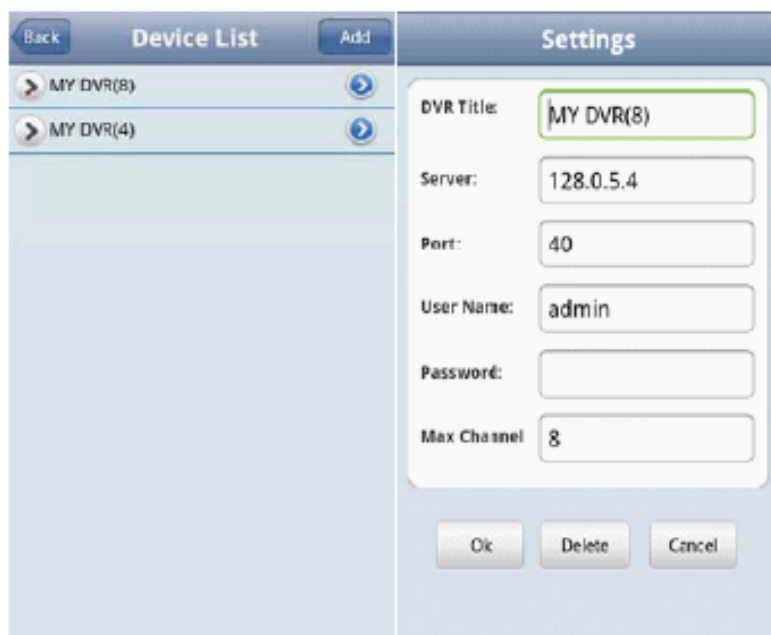 Back Device List Add
MY DVR(8)
MY DVR(4)
Settings
DVR Title: MY DVR(8)
Server: 128.0.5.4
Port: 40
User Name: admin
Password:
Max Channel 8
Ok Delete Cancel